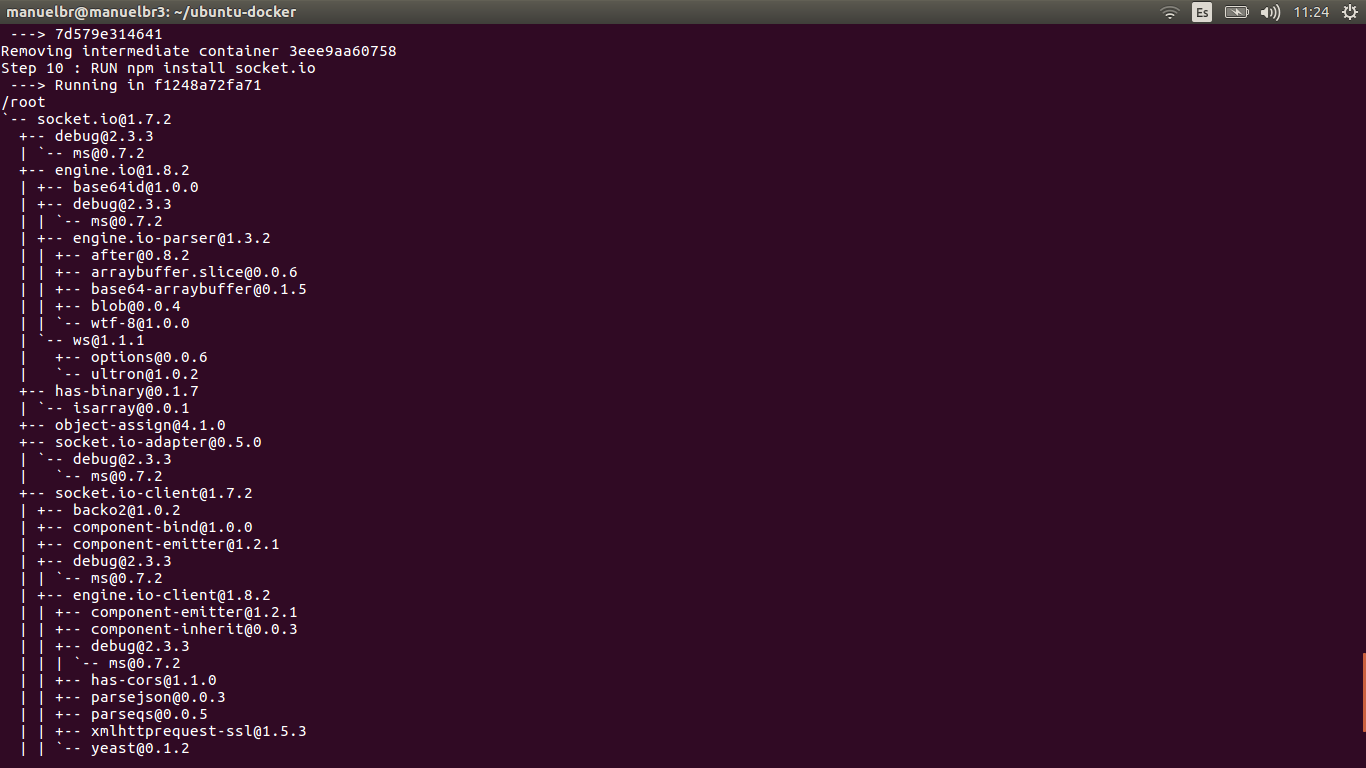 manuelbr@manuelbr3: ~/ubuntu-docker Es 11:24
 ---> 7d579e314641
Removing intermediate container 3eee9aa60758
Step 10 : RUN npm install socket.io
 ---> Running in f1248a72fa71
/root
`-- socket.io@1.7.2
  +-- debug@2.3.3
  | `-- ms@0.7.2
  +-- engine.io@1.8.2
  | +-- base64id@1.0.0
  | +-- debug@2.3.3
  | | `-- ms@0.7.2
  | +-- engine.io-parser@1.3.2
  | | +-- after@0.8.2
  | | +-- arraybuffer.slice@0.0.6
  | | +-- base64-arraybuffer@0.1.5
  | | +-- blob@0.0.4
  | | `-- wtf-8@1.0.0
  | `-- ws@1.1.1
  |   +-- options@0.0.6
  |   `-- ultron@1.0.2
  +-- has-binary@0.1.7
  | `-- isarray@0.0.1
  +-- object-assign@4.1.0
  +-- socket.io-adapter@0.5.0
  | `-- debug@2.3.3
  |   `-- ms@0.7.2
  +-- socket.io-client@1.7.2
  | +-- backo2@1.0.2
  | +-- component-bind@1.0.0
  | +-- component-emitter@1.2.1
  | +-- debug@2.3.3
  | | `-- ms@0.7.2
  | +-- engine.io-client@1.8.2
  | | +-- component-emitter@1.2.1
  | | +-- component-inherit@0.0.3
  | | +-- debug@2.3.3
  | | | `-- ms@0.7.2
  | | +-- has-cors@1.1.0
  | | +-- parsejson@0.0.3
  | | +-- parseqs@0.0.5
  | | +-- xmlhttprequest-ssl@1.5.3
  | | `-- yeast@0.1.2